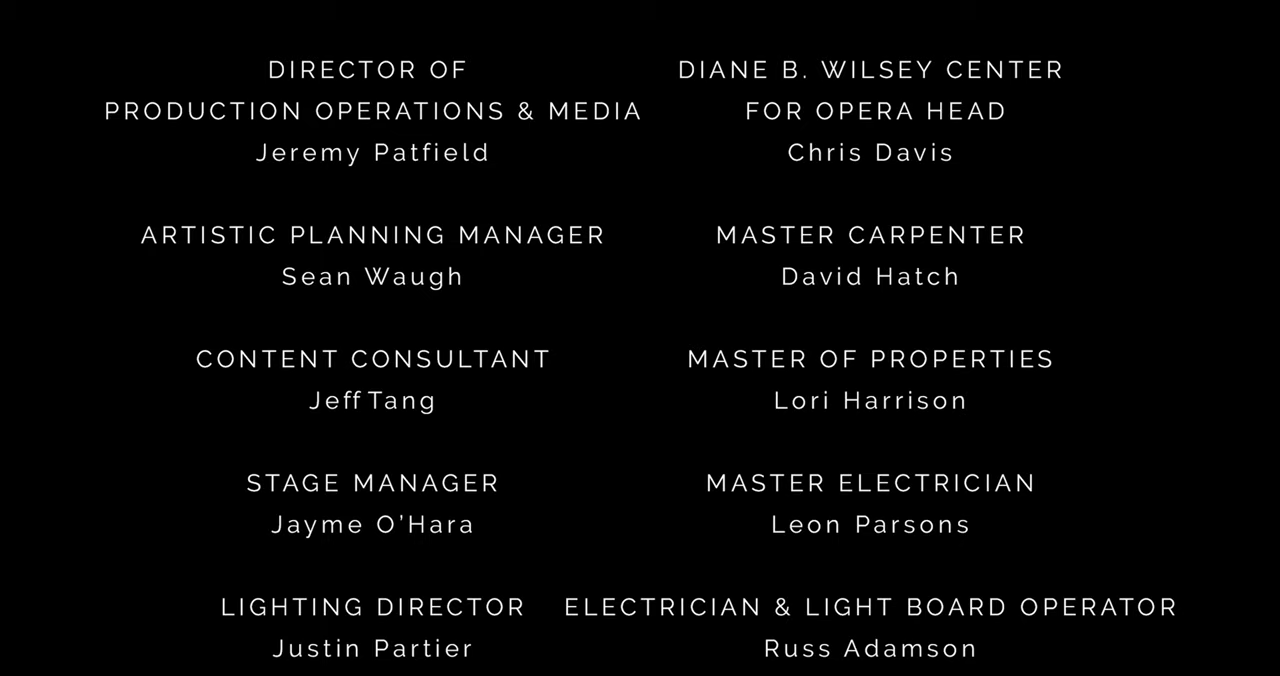 DIRECTOR OF
PRODUCTION OPERATIONS & MEDIA
Jeremy Patfield
ARTISTIC PLANNING MANAGER
Sean Waugh
CONTENT CONSULTANT
Jeff Tang
STAGE MANAGER
Jayme O’Hara
LIGHTING DIRECTOR
Justin Partier
DIANE B. WILSEY CENTER
FOR OPERA HEAD
Chris Davis
MASTER CARPENTER
David Hatch
MASTER OF PROPERTIES
Lori Harrison
MASTER ELECTRICIAN
Leon Parsons
ELECTRICIAN & LIGHT BOARD OPERATOR
Russ Adamson